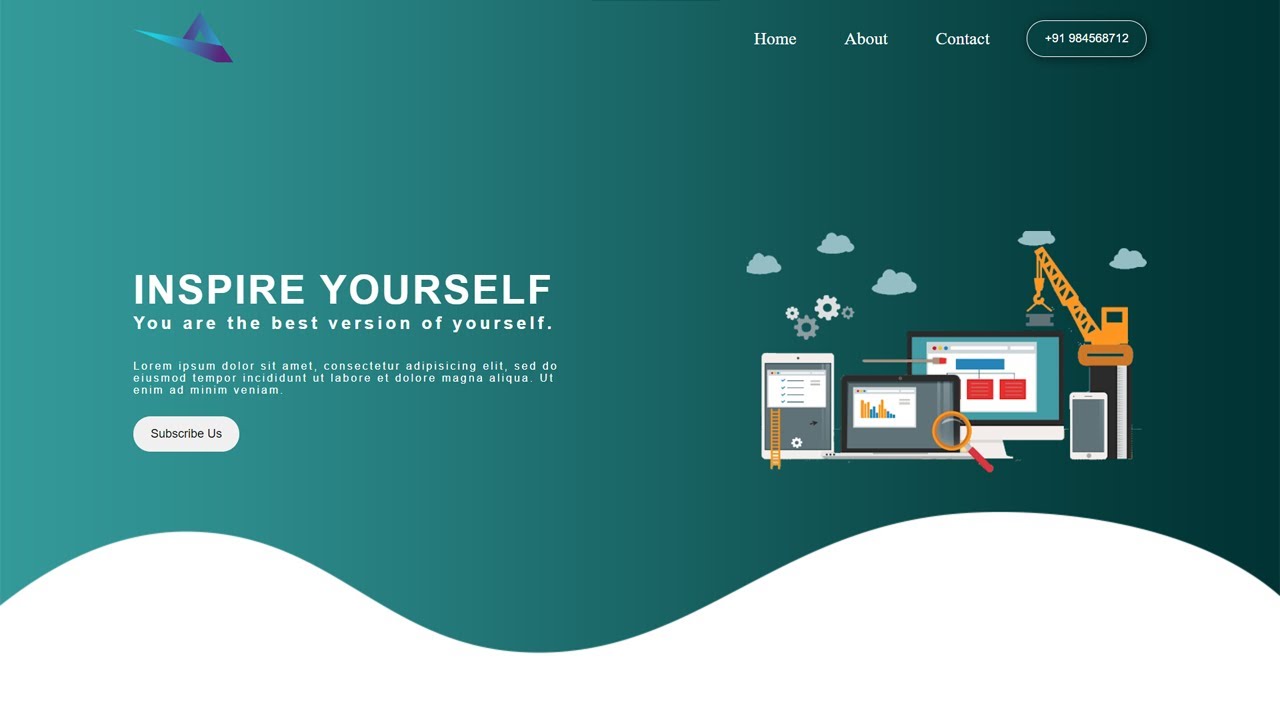 Home
About
Contact
+91 984568712
INSPIRE YOURSELF
You are the best version of yourself.
Lorem ipsum dolor sit amet, consectetur adipisicing elit, sed do
eiusmod tempor incididunt ut labore et dolore magna aliqua. Ut
enim ad minim veniam.
Subscribe Us